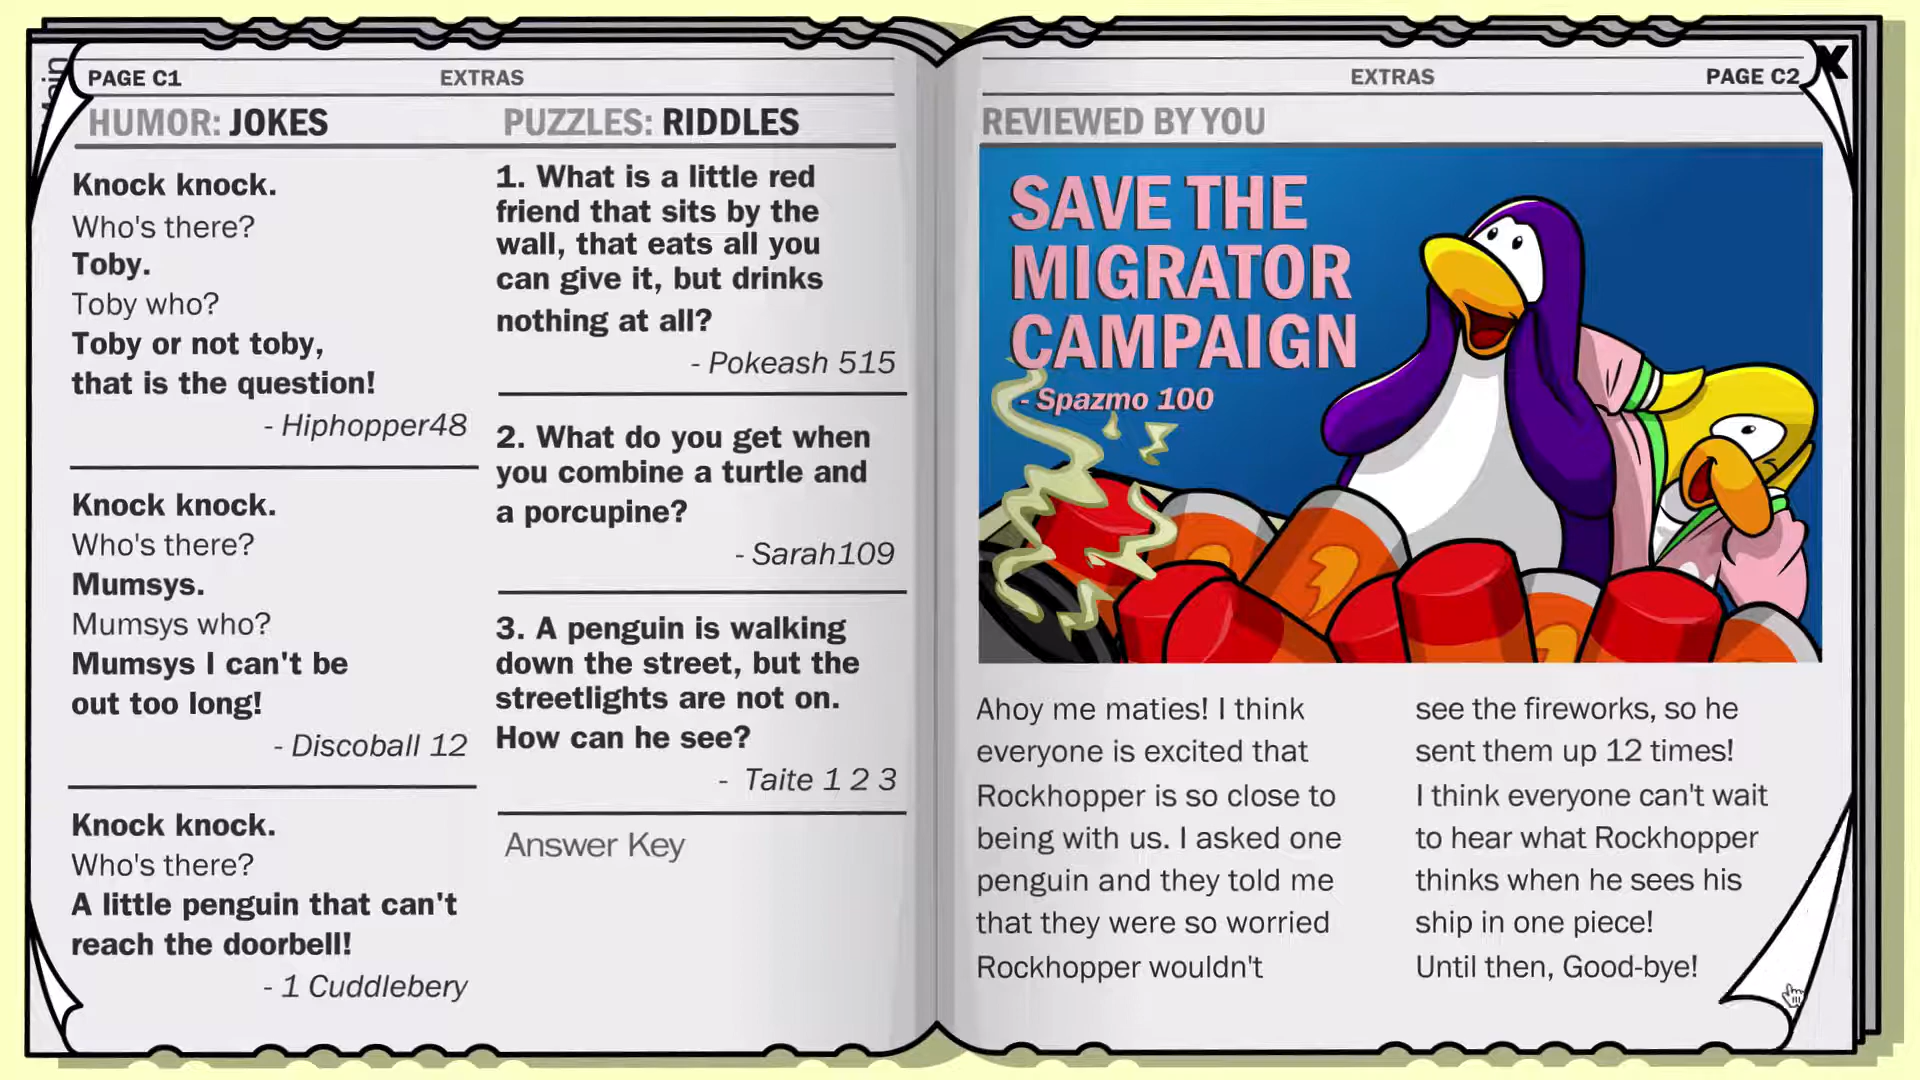 Main
PAGE C1
EXTRAS
HUMOR: JOKES
Knock knock.
Who's there?
Toby.
Toby who?
Toby or not toby,
that is the question!
- Hiphopper48
Knock knock.
Who's there?
Mumsys.
Mumsys who?
Mumsys I can't be
out too long!
- Discoball 12
Knock knock.
Who's there?
A little penguin that can't
reach the doorbell!
- 1 Cuddlebery
PUZZLES: RIDDLES
1. What is a little red
friend that sits by the
wall, that eats all you
can give it, but drinks
nothing at all?
- Pokeash 515
2. What do you get when
you combine a turtle and
a porcupine?
- Sarah109
3. A penguin is walking
down the street, but the
streetlights are not on.
How can he see?
- Taite 1 2 3
Answer Key
EXTRAS
PAGE C2
REVIEWED BY YOU
SAVE THE
MIGRATOR
CAMPAIGN
- Spazmo 100
Ahoy me maties! I think
everyone is excited that
Rockhopper is so close to
being with us. I asked one
penguin and they told me
that they were so worried
Rockhopper wouldn't
see the fireworks, so he
sent them up 12 times!
I think everyone can't wait
to hear what Rockhopper
thinks when he sees his
ship in one piece!
Until then, Good-bye!